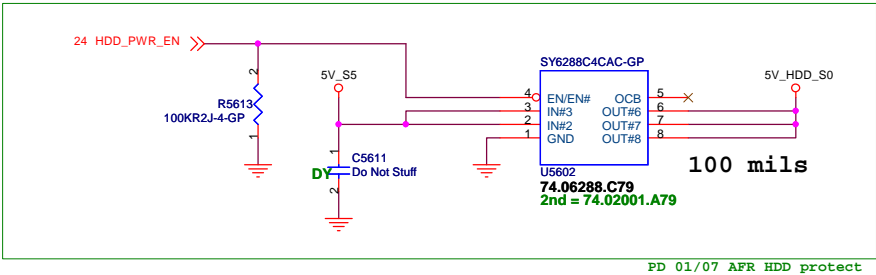 24 HDD_PWR_EN
SY6288C4CAC-GP
5V_S5
5V_HDD_S0
2
R5613
100KR2J-4-GP
1
4 EN/EN# OCB 5
3 IN#3 OUT#6 6
2 IN#2 OUT#7 7
1 GND OUT#8 8
1
C5611
DY Do Not Stuff
2
U5602
100 mils
74.06288.C79
2nd = 74.02001.A79
PD 01/07 AFR HDD protect